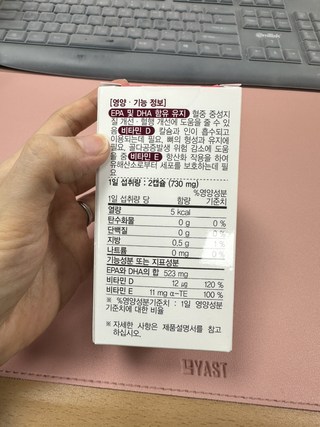 [영양·기능 정보]
EPA 및 DHA 함유 유지 혈중 중성지
질 개선·혈행 개선에 도움을 줄 수 있
음 비타민 D 칼슘과 인이 흡수되고
이용되는데 필요, 뼈의 형성과 유지에
필요, 골다공증발생 위험 감소에 도움
을 줌 비타민 E 항산화 작용을 하여
유해산소로부터 세포를 보호하는데 필
요
1일 섭취량 : 2캡슐 (730 mg)
1일 섭취량 당 함량 %영양성분 기준치
열량 5 kcal
탄수화물 0 g 0 %
단백질 0 g 0 %
지방 0.5 g 1 %
나트륨 0 mg 0 %
기능성분 또는 지표성분
EPA와 DHA의 합 523 mg
비타민 D 12 ㎍ 120 %
비타민 E 11 mg α-TE 100 %
※ %영양성분기준치 : 1일 영양성분
기준치에 대한 비율
※ 자세한 사항은 제품설명서를 참고
하십시오.